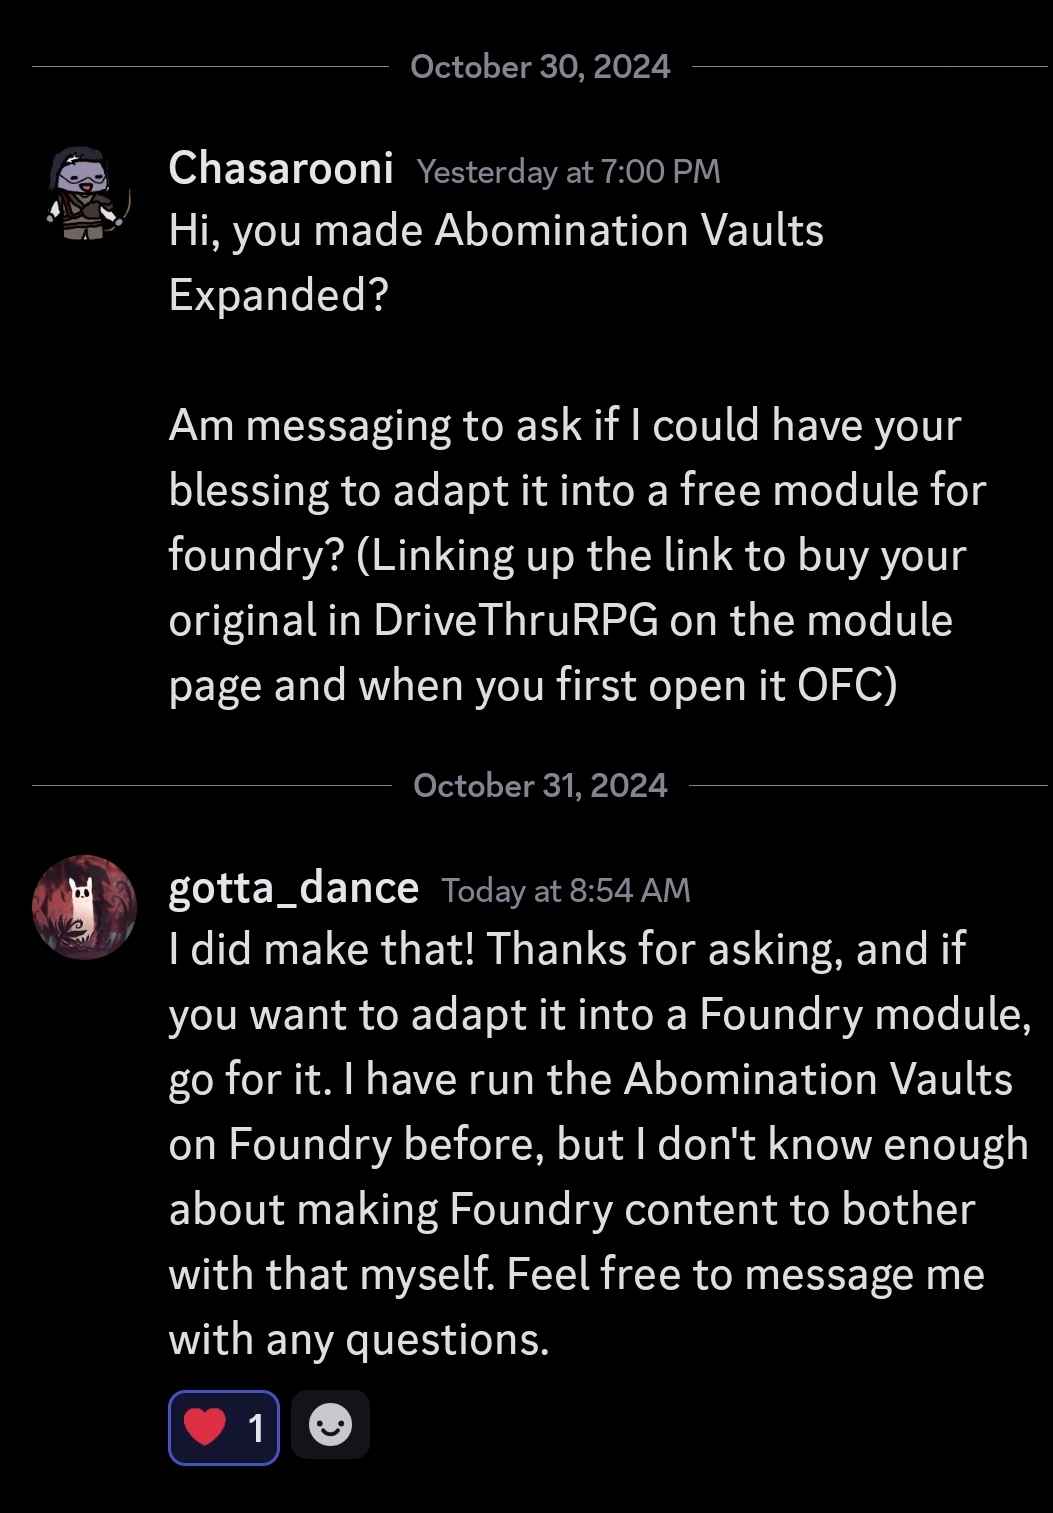 October 30, 2024
Chasarooni Yesterday at 7:00 PM
Hi, you made Abomination Vaults
Expanded?
Am messaging to ask if I could have your
blessing to adapt it into a free module for
foundry? (Linking up the link to buy your
original in DriveThruRPG on the module
page and when you first open it OFC)
October 31, 2024
gotta_dance Today at 8:54 AM
I did make that! Thanks for asking, and if
you want to adapt it into a Foundry module,
go for it. I have run the Abomination Vaults
on Foundry before, but I don't know enough
about making Foundry content to bother
with that myself. Feel free to message me
with any questions.
1